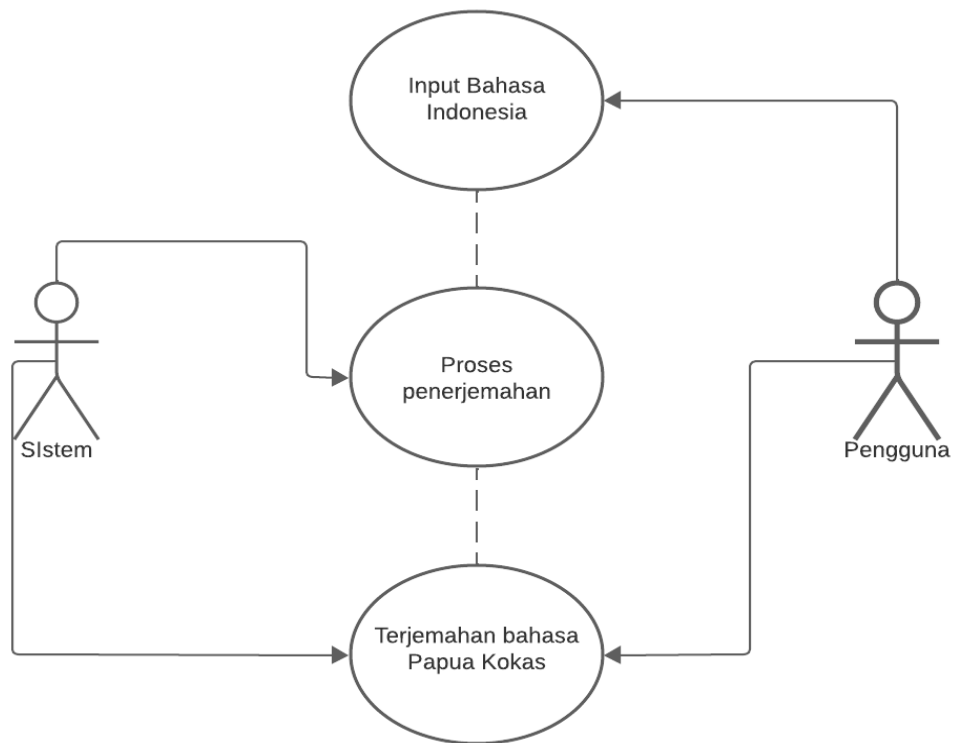 Input Bahasa
Indonesia
Proses
penerjemahan
SIstem
Pengguna
Terjemahan bahasa
Papua Kokas